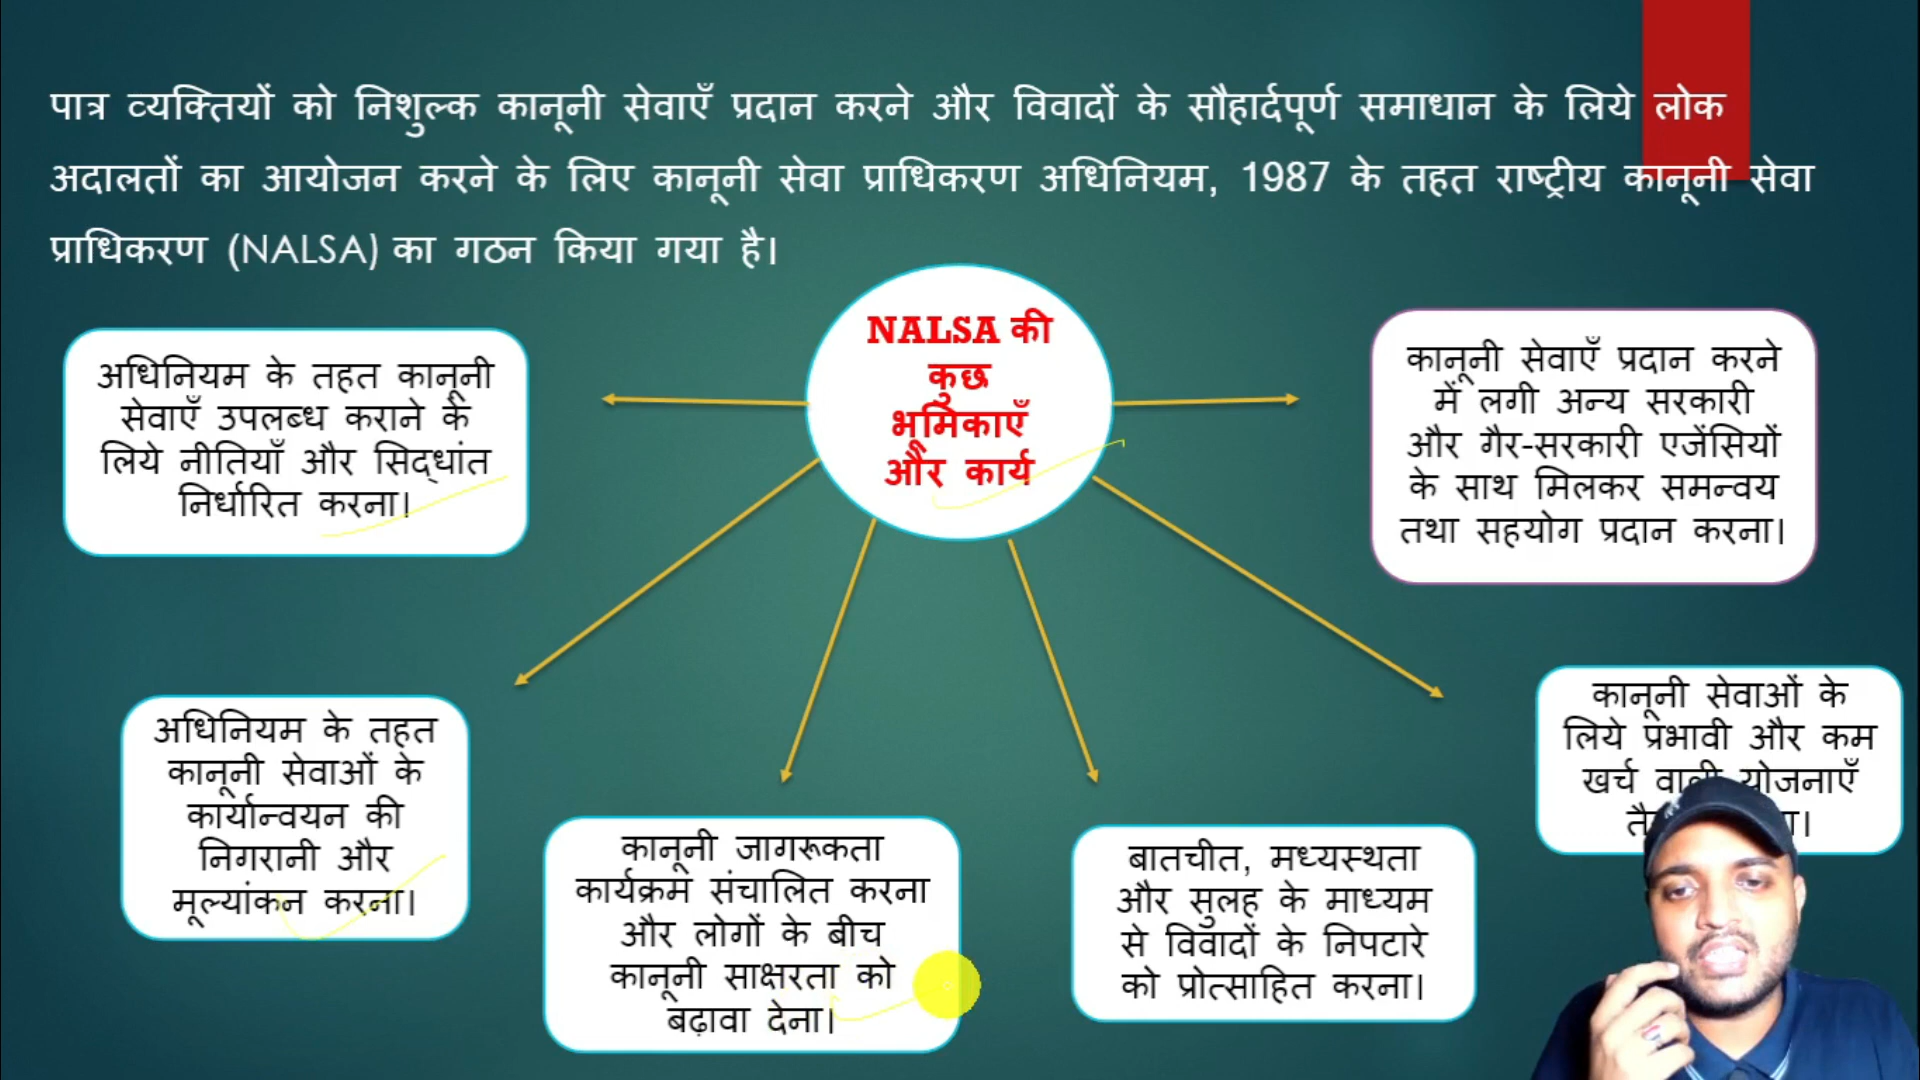 पात्र व्यक्तियों को निशुल्क कानूनी सेवाएँ प्रदान करने और विवादों के सौहार्दपूर्ण समाधान के लिये लोक
अदालतों का आयोजन करने के लिए कानूनी सेवा प्राधिकरण अधिनियम, 1987 के तहत राष्ट्रीय कानूनी सेवा
प्राधिकरण (NALSA) का गठन किया गया है।
NALSA की
कुछ
भूमिकाएँ
और कार्य
अधिनियम के तहत कानूनी
सेवाएँ उपलब्ध कराने के
लिये नीतियाँ और सिद्धांत
निर्धारित करना।
कानूनी सेवाएँ प्रदान करने
में लगी अन्य सरकारी
और गैर-सरकारी एजेंसियों
के साथ मिलकर समन्वय
तथा सहयोग प्रदान करना।
अधिनियम के तहत
कानूनी सेवाओं के
कार्यान्वयन की
निगरानी और
मूल्यांकन करना।
कानूनी जागरूकता
कार्यक्रम संचालित करना
और लोगों के बीच
कानूनी साक्षरता को
बढ़ावा देना।
बातचीत, मध्यस्थता
और सुलह के माध्यम
से विवादों के निपटारे
को प्रोत्साहित करना।
कानूनी सेवाओं के
लिये प्रभावी और कम
खर्च वाली योजनाएँ